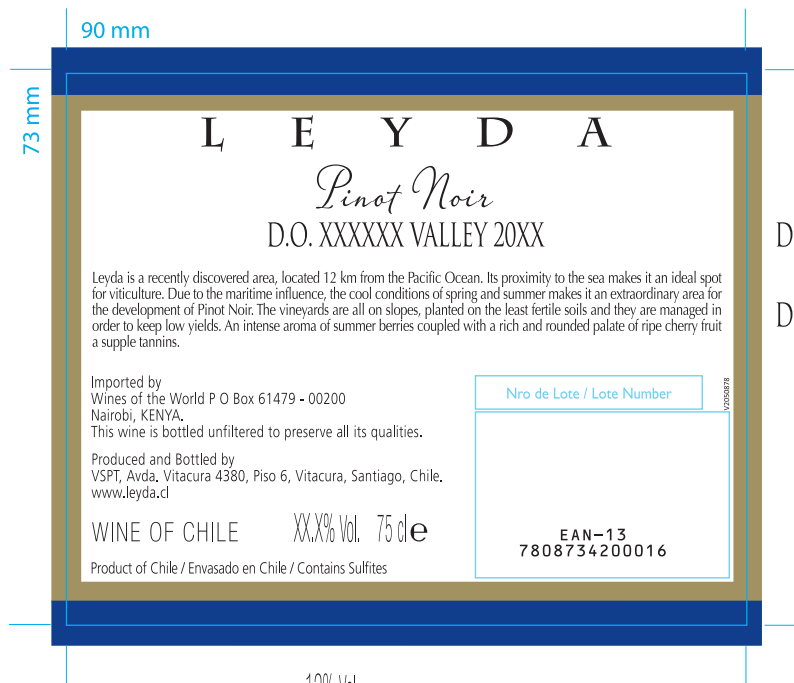 90 mm
73 mm
LEYDA
Pinot Noir
D.O. XXXXXX VALLEY 20XX
D
Leyda is a recently discovered area, located 12 km from the Pacific Ocean. Its proximity to the sea makes it an ideal spot
for viticulture. Due to the maritime influence, the cool conditions of spring and summer makes it an extraordinary area for
the development of Pinot Noir. The vineyards are all on slopes, planted on the least fertile soils and they are managed in
order to keep low yields. An intense aroma of summer berries coupled with a rich and rounded palate of ripe cherry fruit
a supple tannins.
D
Imported by
Wines of the World P O Box 61479 - 00200
Nairobi, KENYA.
This wine is bottled unfiltered to preserve all its qualities.
Nro de Lote / Lote Number
V2050878
Produced and Bottled by
VSPT, Avda. Vitacura 4380, Piso 6, Vitacura, Santiago, Chile.
www.leyda.cl
WINE OF CHILE XX.X% Vol. 75 cl e
EAN-13
7808734200016
Product of Chile / Envasado en Chile / Contains Sulfites